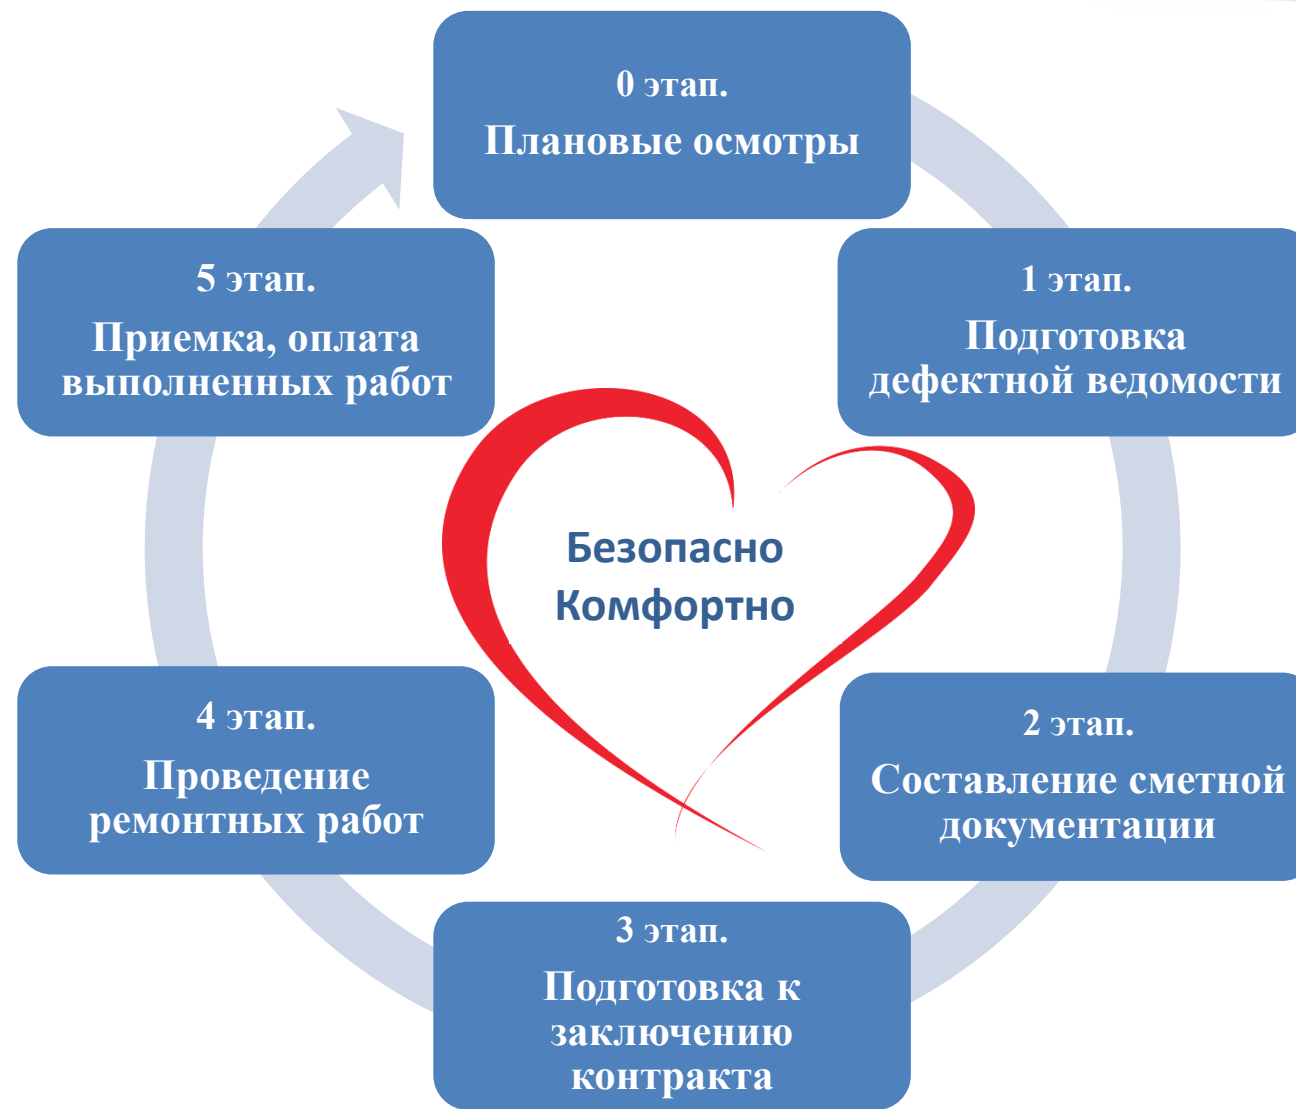 0 этап.
Плановые осмотры
1 этап.
Подготовка
дефектной ведомости
2 этап.
Составление сметной
документации
3 этап.
Подготовка к
заключению
контракта
4 этап.
Проведение
ремонтных работ
5 этап.
Приемка, оплата
выполненных работ
Безопасно
Комфортно